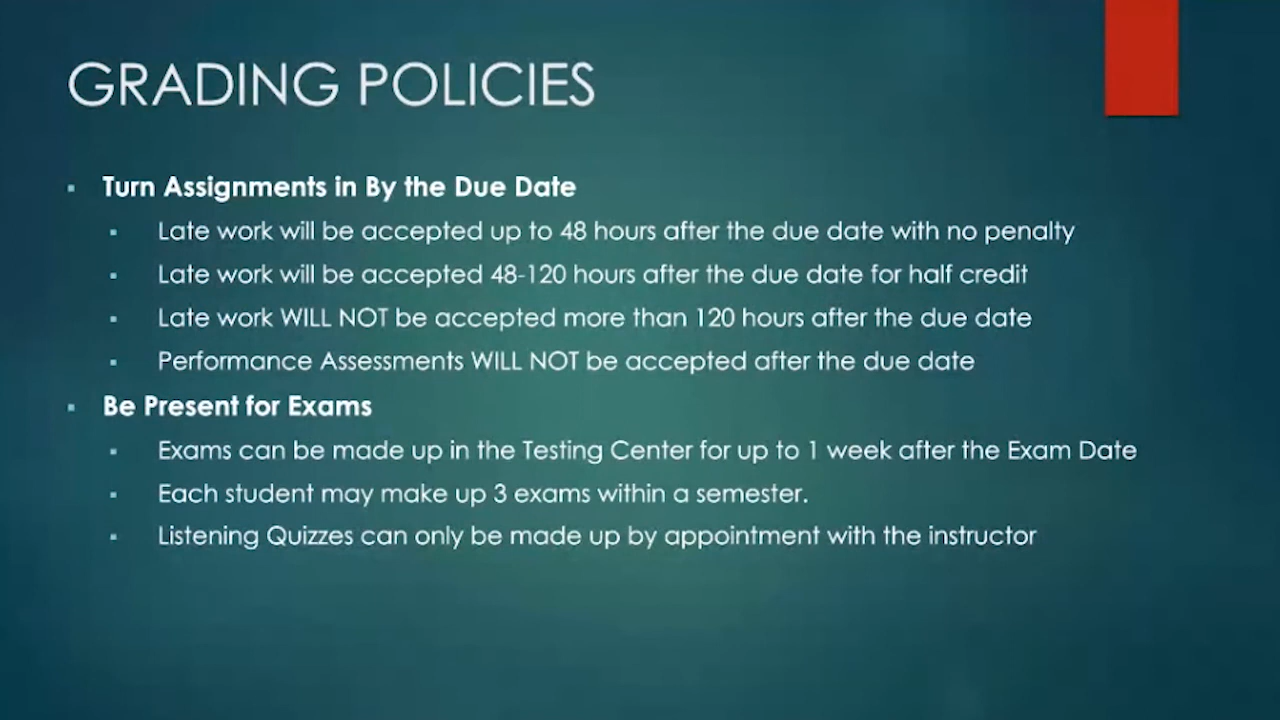 GRADING POLICIES
Turn Assignments in By the Due Date
Late work will be accepted up to 48 hours after the due date with no penalty
Late work will be accepted 48-120 hours after the due date for half credit
Late work WILL NOT be accepted more than 120 hours after the due date
Performance Assessments WILL NOT be accepted after the due date
Be Present for Exams
Exams can be made up in the Testing Center for up to 1 week after the Exam Date
Each student may make up 3 exams within a semester.
Listening Quizzes can only be made up by appointment with the instructor